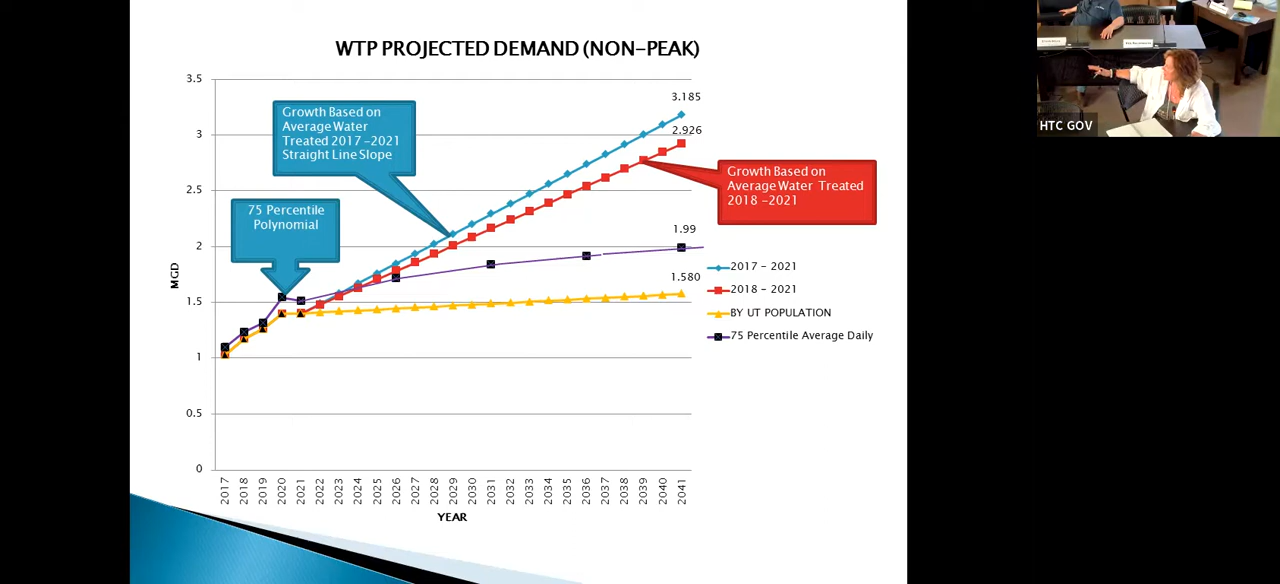 WTP PROJECTED DEMAND (NON-PEAK)
3.5
3
2.5
2
1.5
1
0.5
0
MGD
Growth Based on
Average Water
Treated 2017 -2021
Straight Line Slope
75 Percentile
Polynomial
3.185
2.926
Growth Based on
Average Water Treated
2018 -2021
1.99
1.580
2017 - 2021
2018 - 2021
BY UT POPULATION
75 Percentile Average Daily
2017
2018
2019
2020
2021
2022
2023
2024
2025
2026
2027
2028
2029
2030
2031
2032
2033
2034
2035
2036
2037
2038
2039
2040
2041
YEAR
HTC GOV